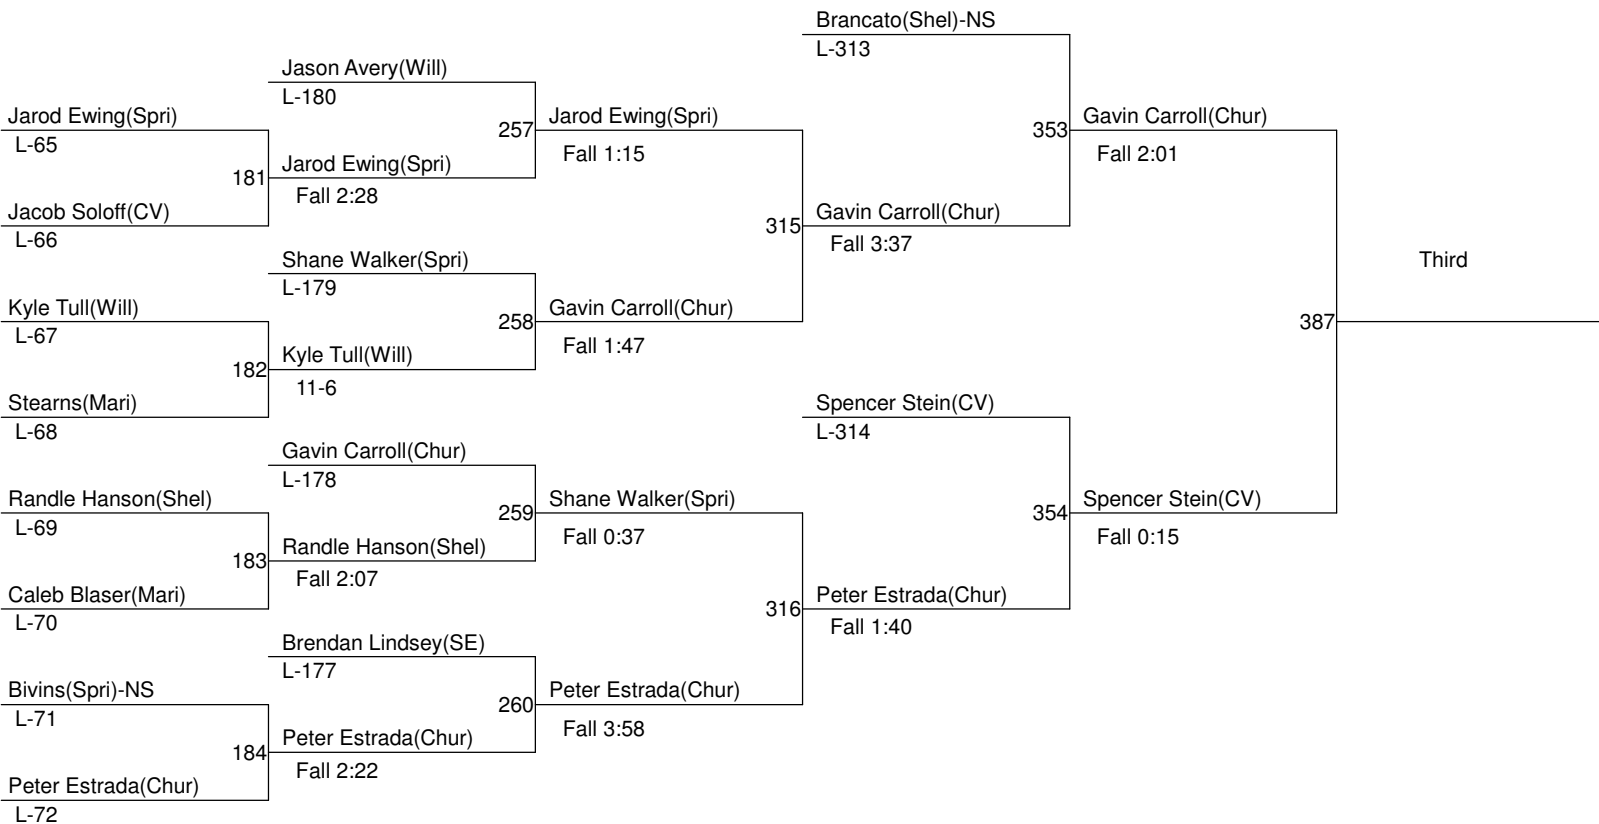 Brancato(Shel)-NS
L-313
Jason Avery(Will)
L-180
Jarod Ewing(Spri)
L-65
257
Jarod Ewing(Spri)
Fall 1:15
353
Gavin Carroll(Chur)
Fall 2:01
181
Jarod Ewing(Spri)
Fall 2:28
Jacob Soloff(CV)
L-66
315
Gavin Carroll(Chur)
Fall 3:37
Shane Walker(Spri)
L-179
Third
Kyle Tull(Will)
L-67
258
Gavin Carroll(Chur)
Fall 1:47
387
182
Kyle Tull(Will)
11-6
Stearns(Mari)
L-68
Spencer Stein(CV)
L-314
Gavin Carroll(Chur)
L-178
Randle Hanson(Shel)
L-69
259
Shane Walker(Spri)
Fall 0:37
354
Spencer Stein(CV)
Fall 0:15
183
Randle Hanson(Shel)
Fall 2:07
Caleb Blaser(Mari)
L-70
316
Peter Estrada(Chur)
Fall 1:40
Brendan Lindsey(SE)
L-177
Bivins(Spri)-NS
L-71
260
Peter Estrada(Chur)
Fall 3:58
184
Peter Estrada(Chur)
Fall 2:22
Peter Estrada(Chur)
L-72